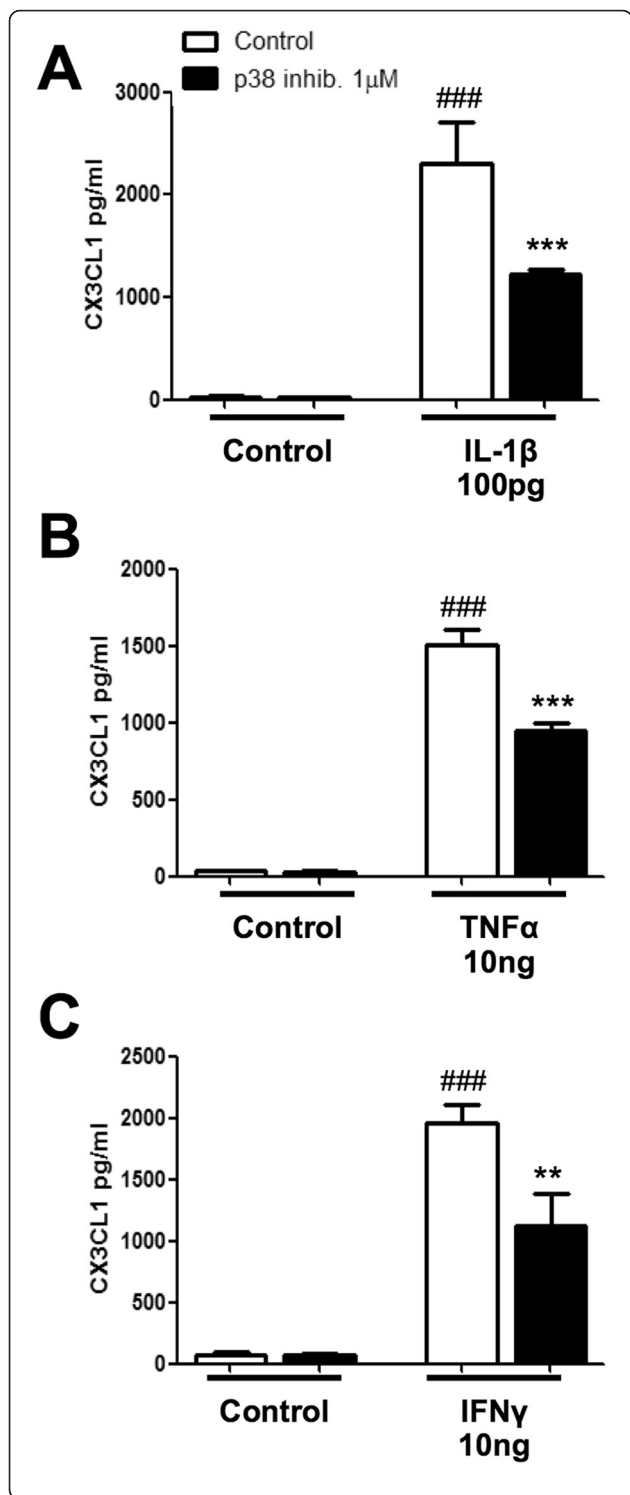 Control
p38 inhib. 1μM
A
3000
2000
1000
0
CX3CL1 pg/ml
###
***
Control
IL-1β
100pg
B
2000
1500
1000
500
0
CX3CL1 pg/ml
###
***
Control
TNFα
10ng
C
2500
2000
1500
1000
500
0
CX3CL1 pg/ml
###
**
Control
IFNγ
10ng